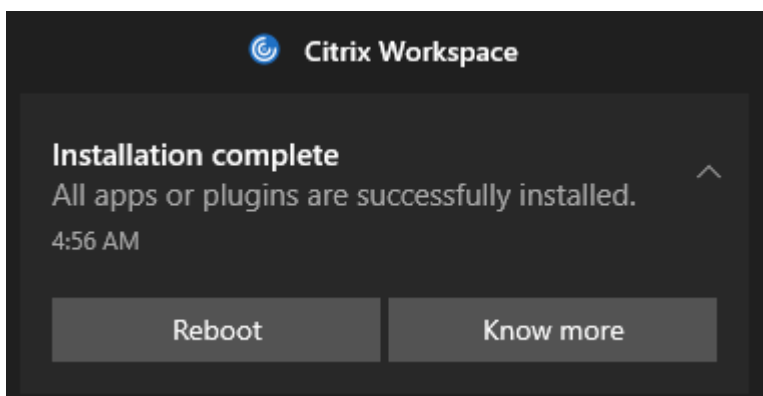 Citrix Workspace
Installation complete
All apps or plugins are successfully installed.
4:56 AM
Reboot
Know more